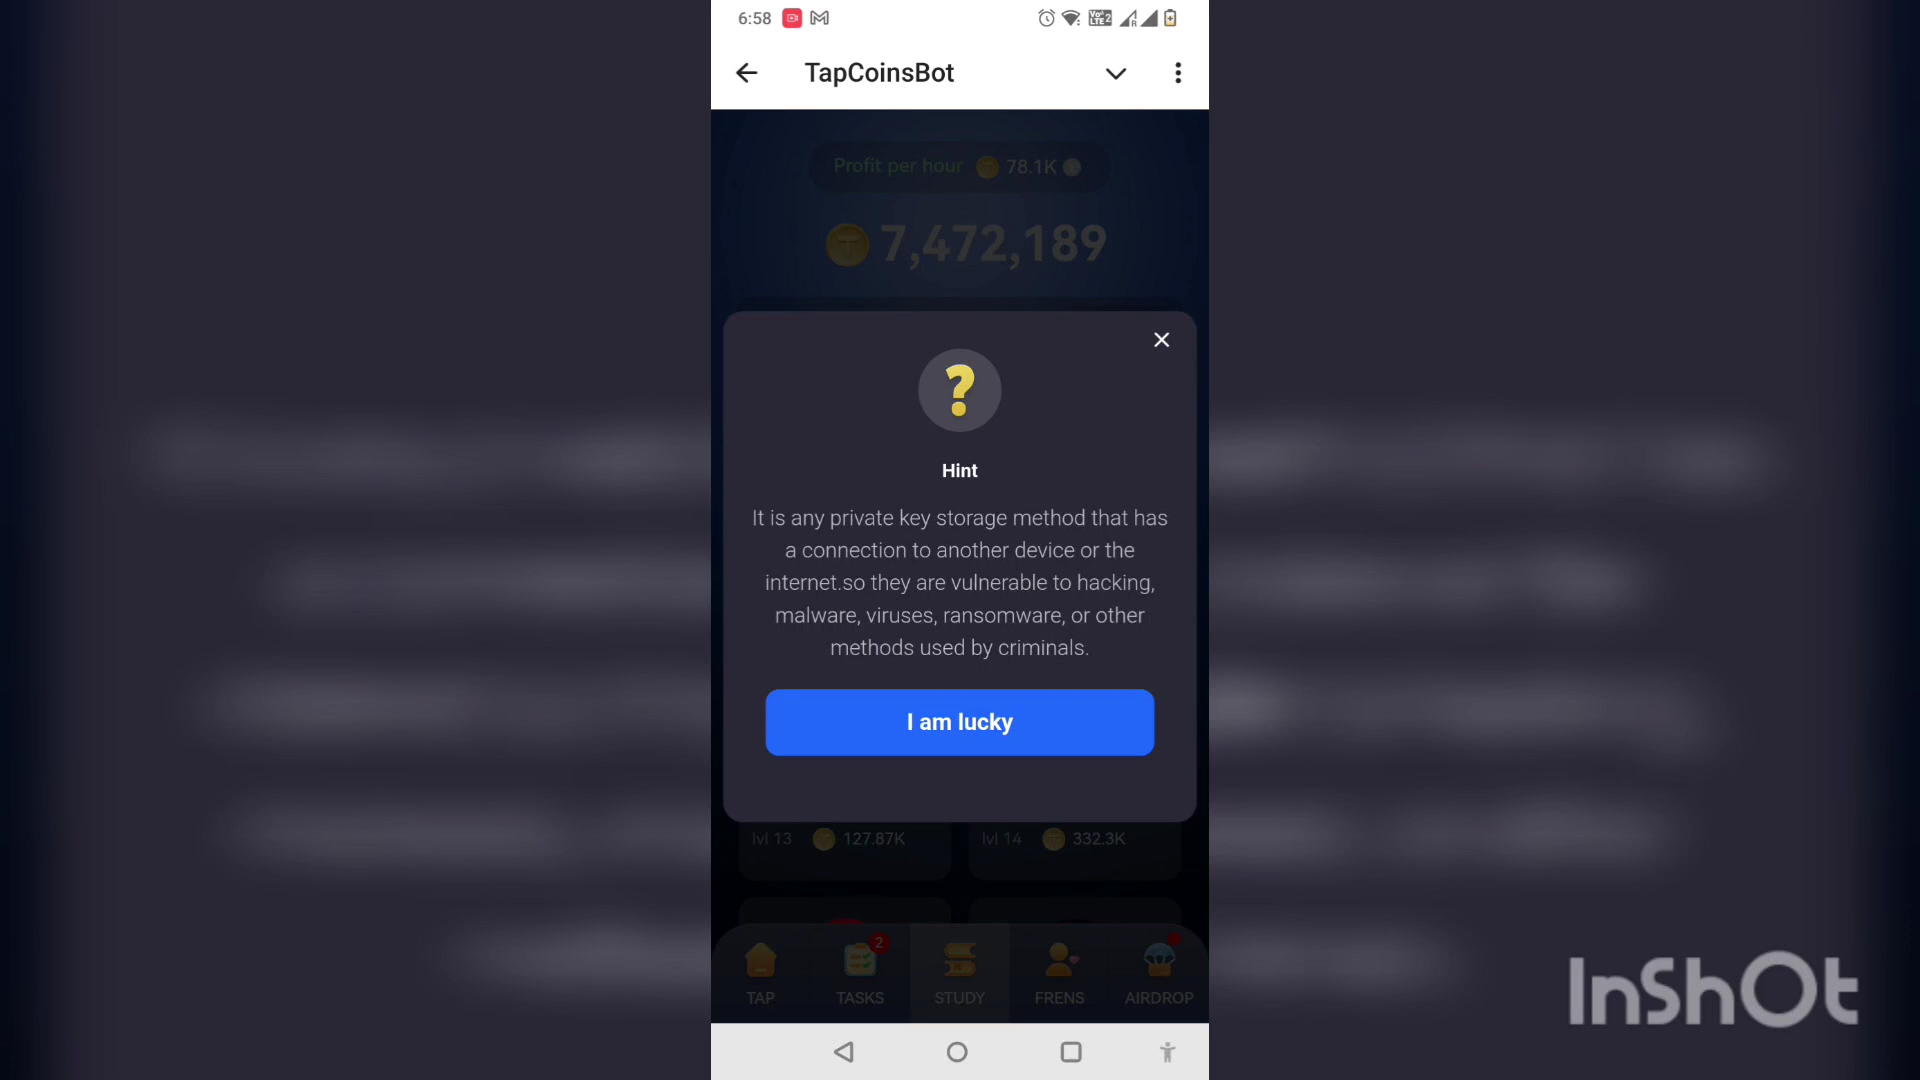 6:58
VoLTE2
R
TapCoinsBot
Profit per hour 78.1K
7,472,189
?
Hint
It is any private key storage method that has
a connection to another device or the
internet.so they are vulnerable to hacking,
malware, viruses, ransomware, or other
methods used by criminals.
I am lucky
lvl 13 127.87K
lvl 14 332.3K
2
TAP
TASKS
STUDY
FRENS
AIRDROP
InShOt